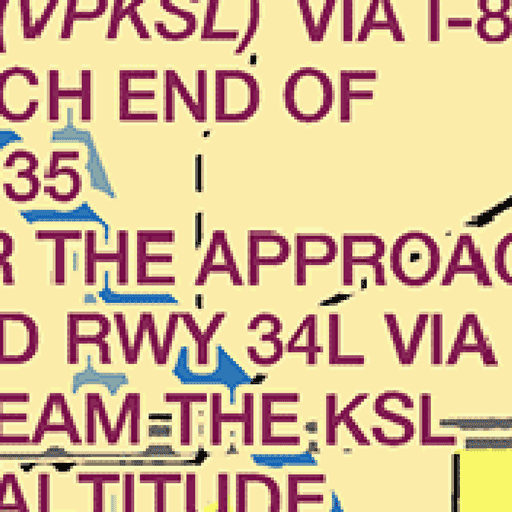 (VPKSL) VIA I-8
CH END OF
35
R THE APPROAC
D RWY 34L VIA
EAM THE KSL
ALTITUDE